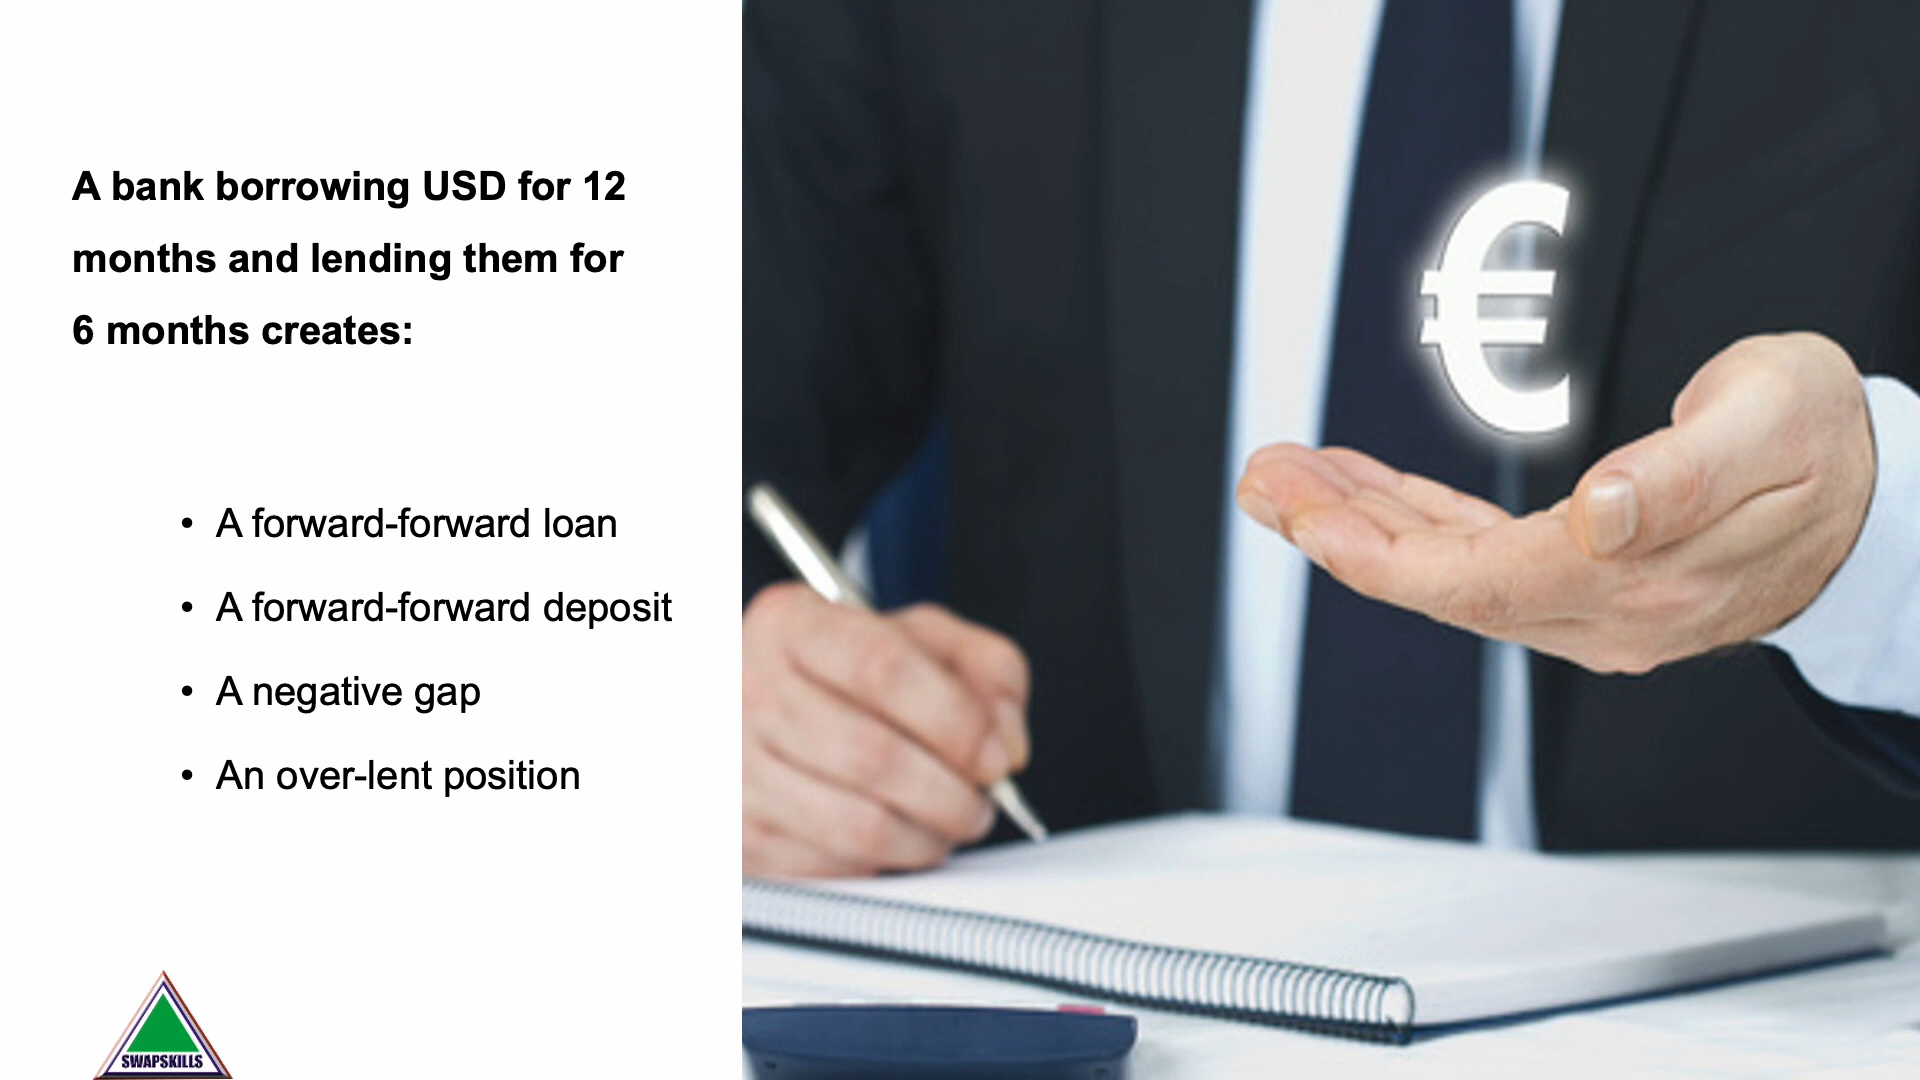 A bank borrowing USD for 12
months and lending them for
6 months creates:
• A forward-forward loan
• A forward-forward deposit
• A negative gap
• An over-lent position
€
SWAPSKILLS